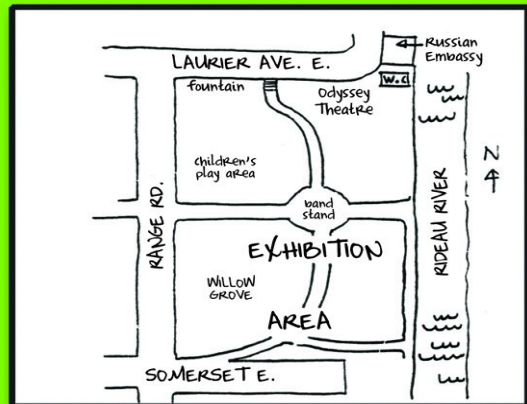 Russian
Embassy
LAURIER AVE. E.
W.C
fountain
Odyssey
Theatre
children's
play area
N
band
stand
RANGE RD.
RIDEAU RIVER
EXHIBITION
WILLOW
GROVE
AREA
SOMERSET E.